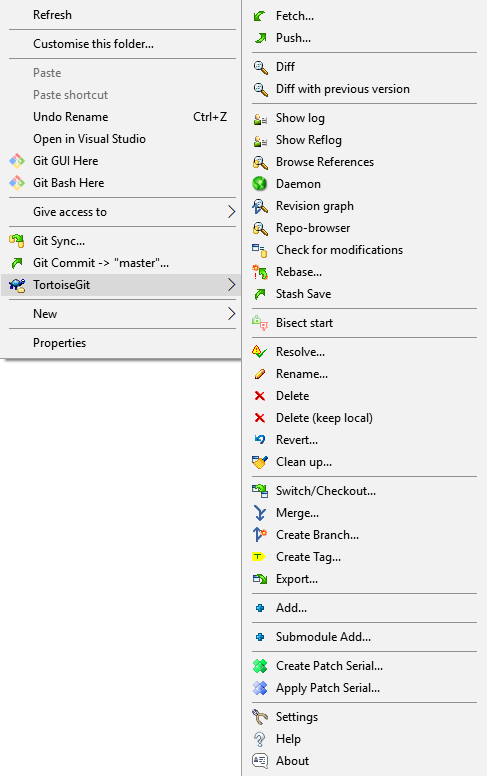 Refresh
Customise this folder...
Paste
Paste shortcut
Undo Rename Ctrl+Z
Open in Visual Studio
Git GUI Here
Git Bash Here
Give access to
Git Sync...
Git Commit -> "master"...
TortoiseGit
New
Properties
Fetch...
Push...
Diff
Diff with previous version
Show log
Show Reflog
Browse References
Daemon
Revision graph
Repo-browser
Check for modifications
Rebase...
Stash Save
Bisect start
Resolve...
Rename...
Delete
Delete (keep local)
Revert...
Clean up...
Switch/Checkout...
Merge...
Create Branch...
Create Tag...
Export...
Add...
Submodule Add...
Create Patch Serial...
Apply Patch Serial...
Settings
Help
About